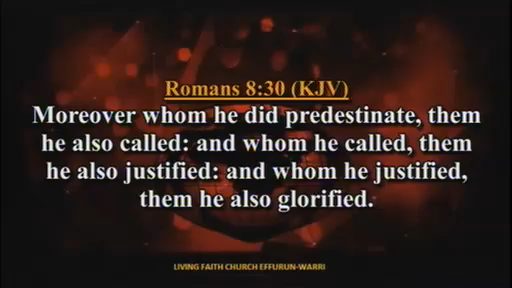 Romans 8:30 (KJV)
Moreover whom he did predestinate, them
he also called: and whom he called, them
he also justified: and whom he justified,
them he also glorified.
LIVING FAITH CHURCH EFFURUN-WARRI